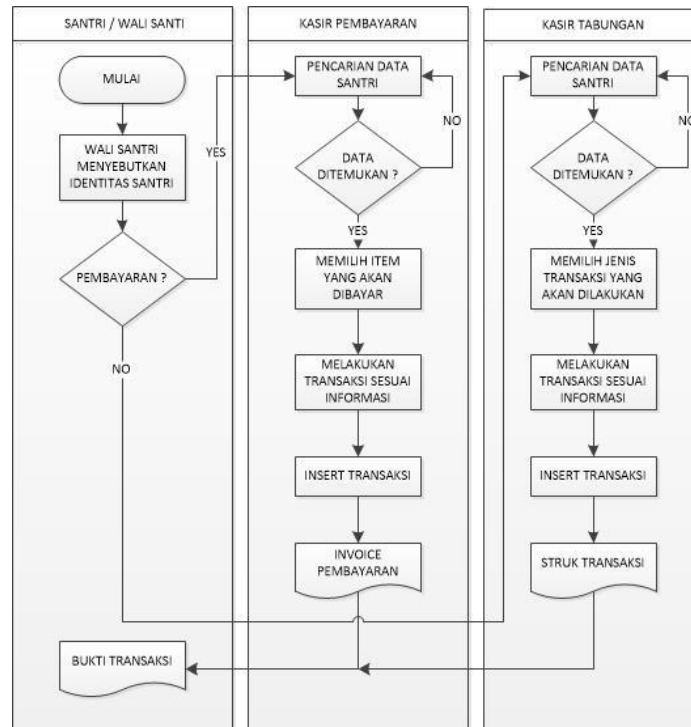 SANTRI / WALI SANTI
MULAI
WALI SANTRI
MENYEBUTKAN
IDENTITAS SANTRI
PEMBAYARAN ?
YES
NO
BUKTI TRANSAKSI
KASIR PEMBAYARAN
PENCARIAN DATA
SANTRI
NO
DATA
DITEMUKAN ?
YES
MEMILIH ITEM
YANG AKAN
DIBAYAR
MELAKUKAN
TRANSAKSI SESUAI
INFORMASI
INSERT TRANSAKSI
INVOICE
PEMBAYARAN
KASIR TABUNGAN
PENCARIAN DATA
SANTRI
NO
DATA
DITEMUKAN ?
YES
MEMILIH JENIS
TRANSAKSI YANG
AKAN DILAKUKAN
MELAKUKAN
TRANSAKSI SESUAI
INFORMASI
INSERT TRANSAKSI
STRUK TRANSAKSI